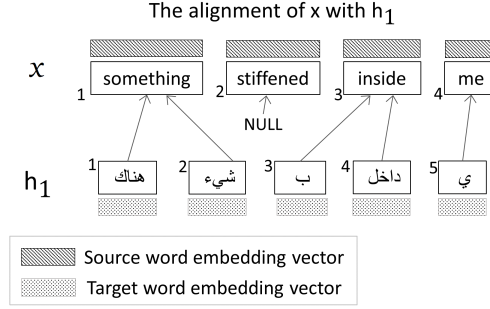 The alignment of x with h1
x
1 something 2 stiffened 3 inside 4 me
NULL
h1
1 هناك 2 شيء 3 ب 4 داخل 5 ي
Source word embedding vector
Target word embedding vector